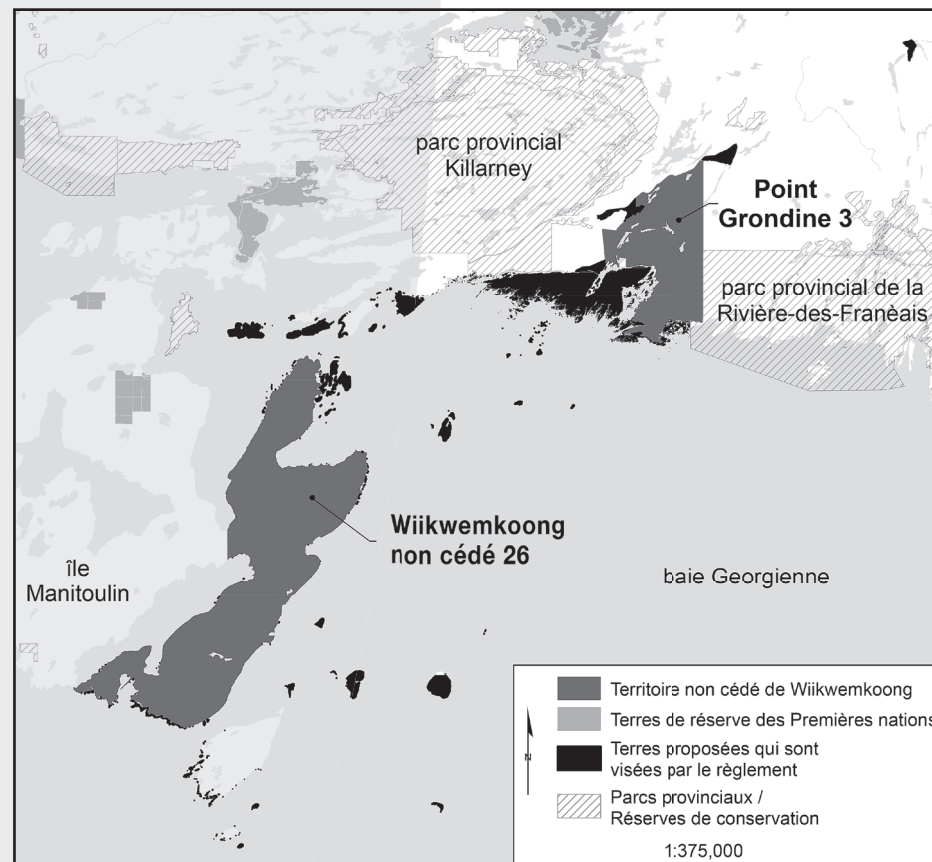 parc provincial
Killarney
Point
Grondine 3
parc provincial de la
Rivière-des-Franèais
Wiikwemkoong
non cédé 26
île
Manitoulin
baie Georgienne
Territoire non cédé de Wiikwemkoong
Terres de réserve des Premières nations
N
Terres proposées qui sont
visées par le règlement
Parcs provinciaux /
Réserves de conservation
1:375,000